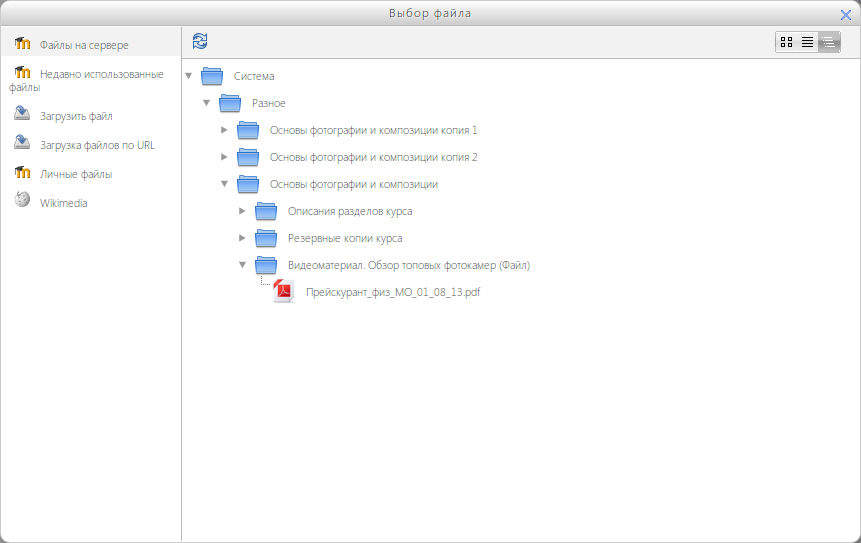 Выбор файла
Файлы на сервере
Недавно использованные
файлы
Загрузить файл
Загрузка файлов по URL
Личные файлы
Wikimedia
Система
Разное
Основы фотографии и композиции копия 1
Основы фотографии и композиции копия 2
Основы фотографии и композиции
Описания разделов курса
Резервные копии курса
Видеоматериал. Обзор топовых фотокамер (Файл)
Прейскурант_физ_МО_01_08_13.pdf